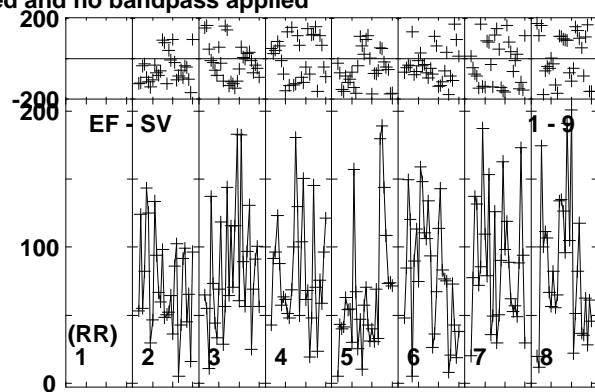 ed and no bandpass applied
200
-200
200
EF - SV 1 - 9
100
(RR)
1 2 3 4 5 6 7 8
0